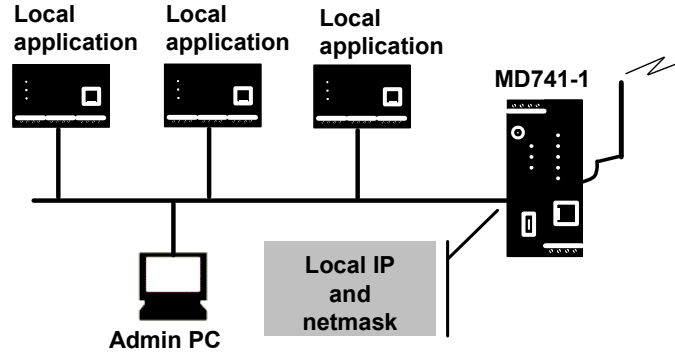 Local
application
Local
application
Local
application
MD741-1
Local IP
and
netmask
Admin PC